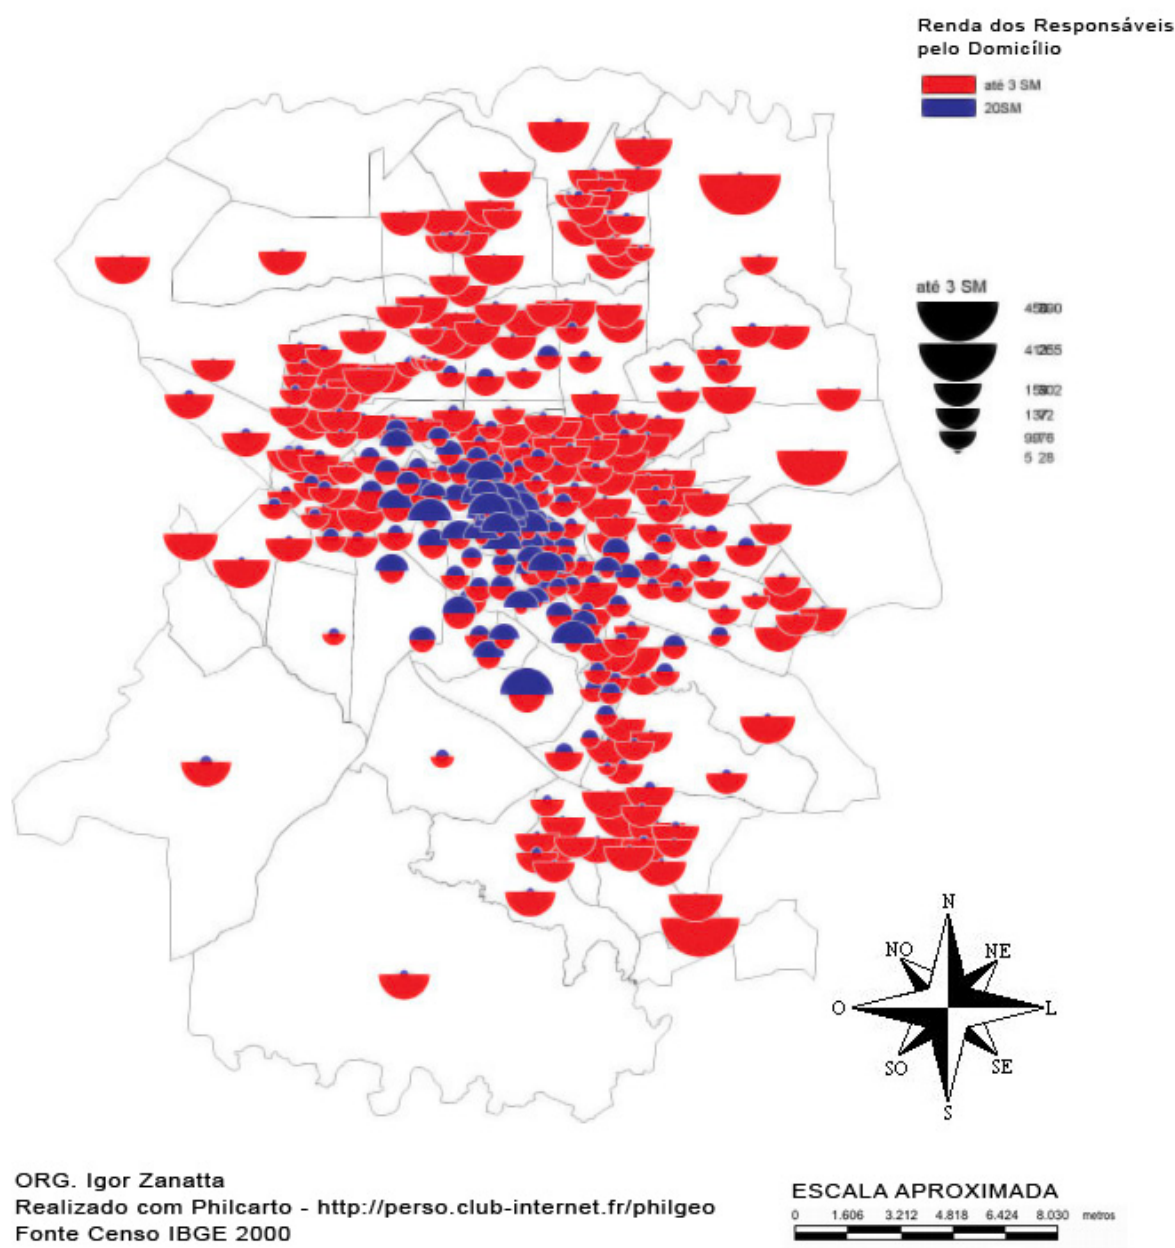 Renda dos Responsáveis
pelo Domicílio
até 3 SM
20SM
até 3 SM
5 28
N
NO
NE
O
L
SO
SE
S
ORG. Igor Zanatta
Realizado com Philcarto - http://perso.club-internet.fr/philgeo
Fonte Censo IBGE 2000
ESCALA APROXIMADA
0 1.606 3.212 4.818 6.424 8.030 metros